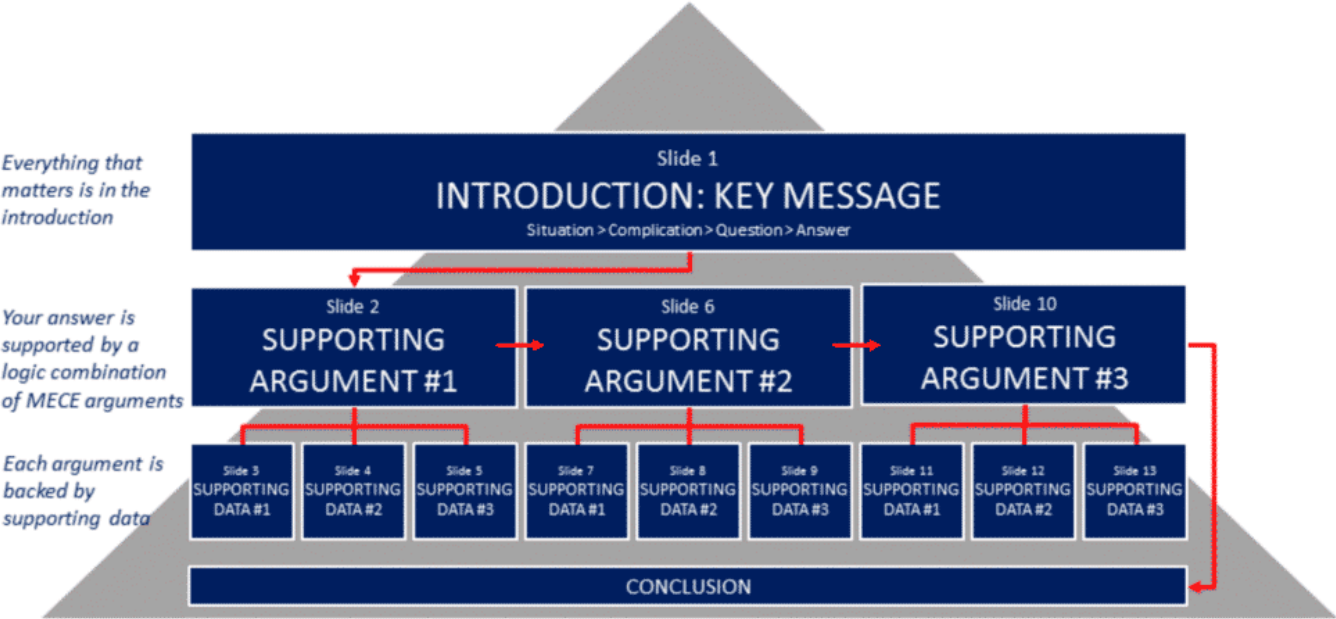 Everything that
matters is in the
introduction
Slide 1
INTRODUCTION: KEY MESSAGE
Situation > Complication > Question > Answer
Your answer is
supported by a
logic combination
of MECE arguments
Slide 2
SUPPORTING
ARGUMENT #1
Slide 6
SUPPORTING
ARGUMENT #2
Slide 10
SUPPORTING
ARGUMENT #3
Each argument is
backed by
supporting data
Slide 3
SUPPORTING
DATA #1
Slide 4
SUPPORTING
DATA #2
Slide 5
SUPPORTING
DATA #3
Slide 7
SUPPORTING
DATA #1
Slide 8
SUPPORTING
DATA #2
Slide 9
SUPPORTING
DATA #3
Slide 11
SUPPORTING
DATA #1
Slide 12
SUPPORTING
DATA #2
Slide 13
SUPPORTING
DATA #3
CONCLUSION